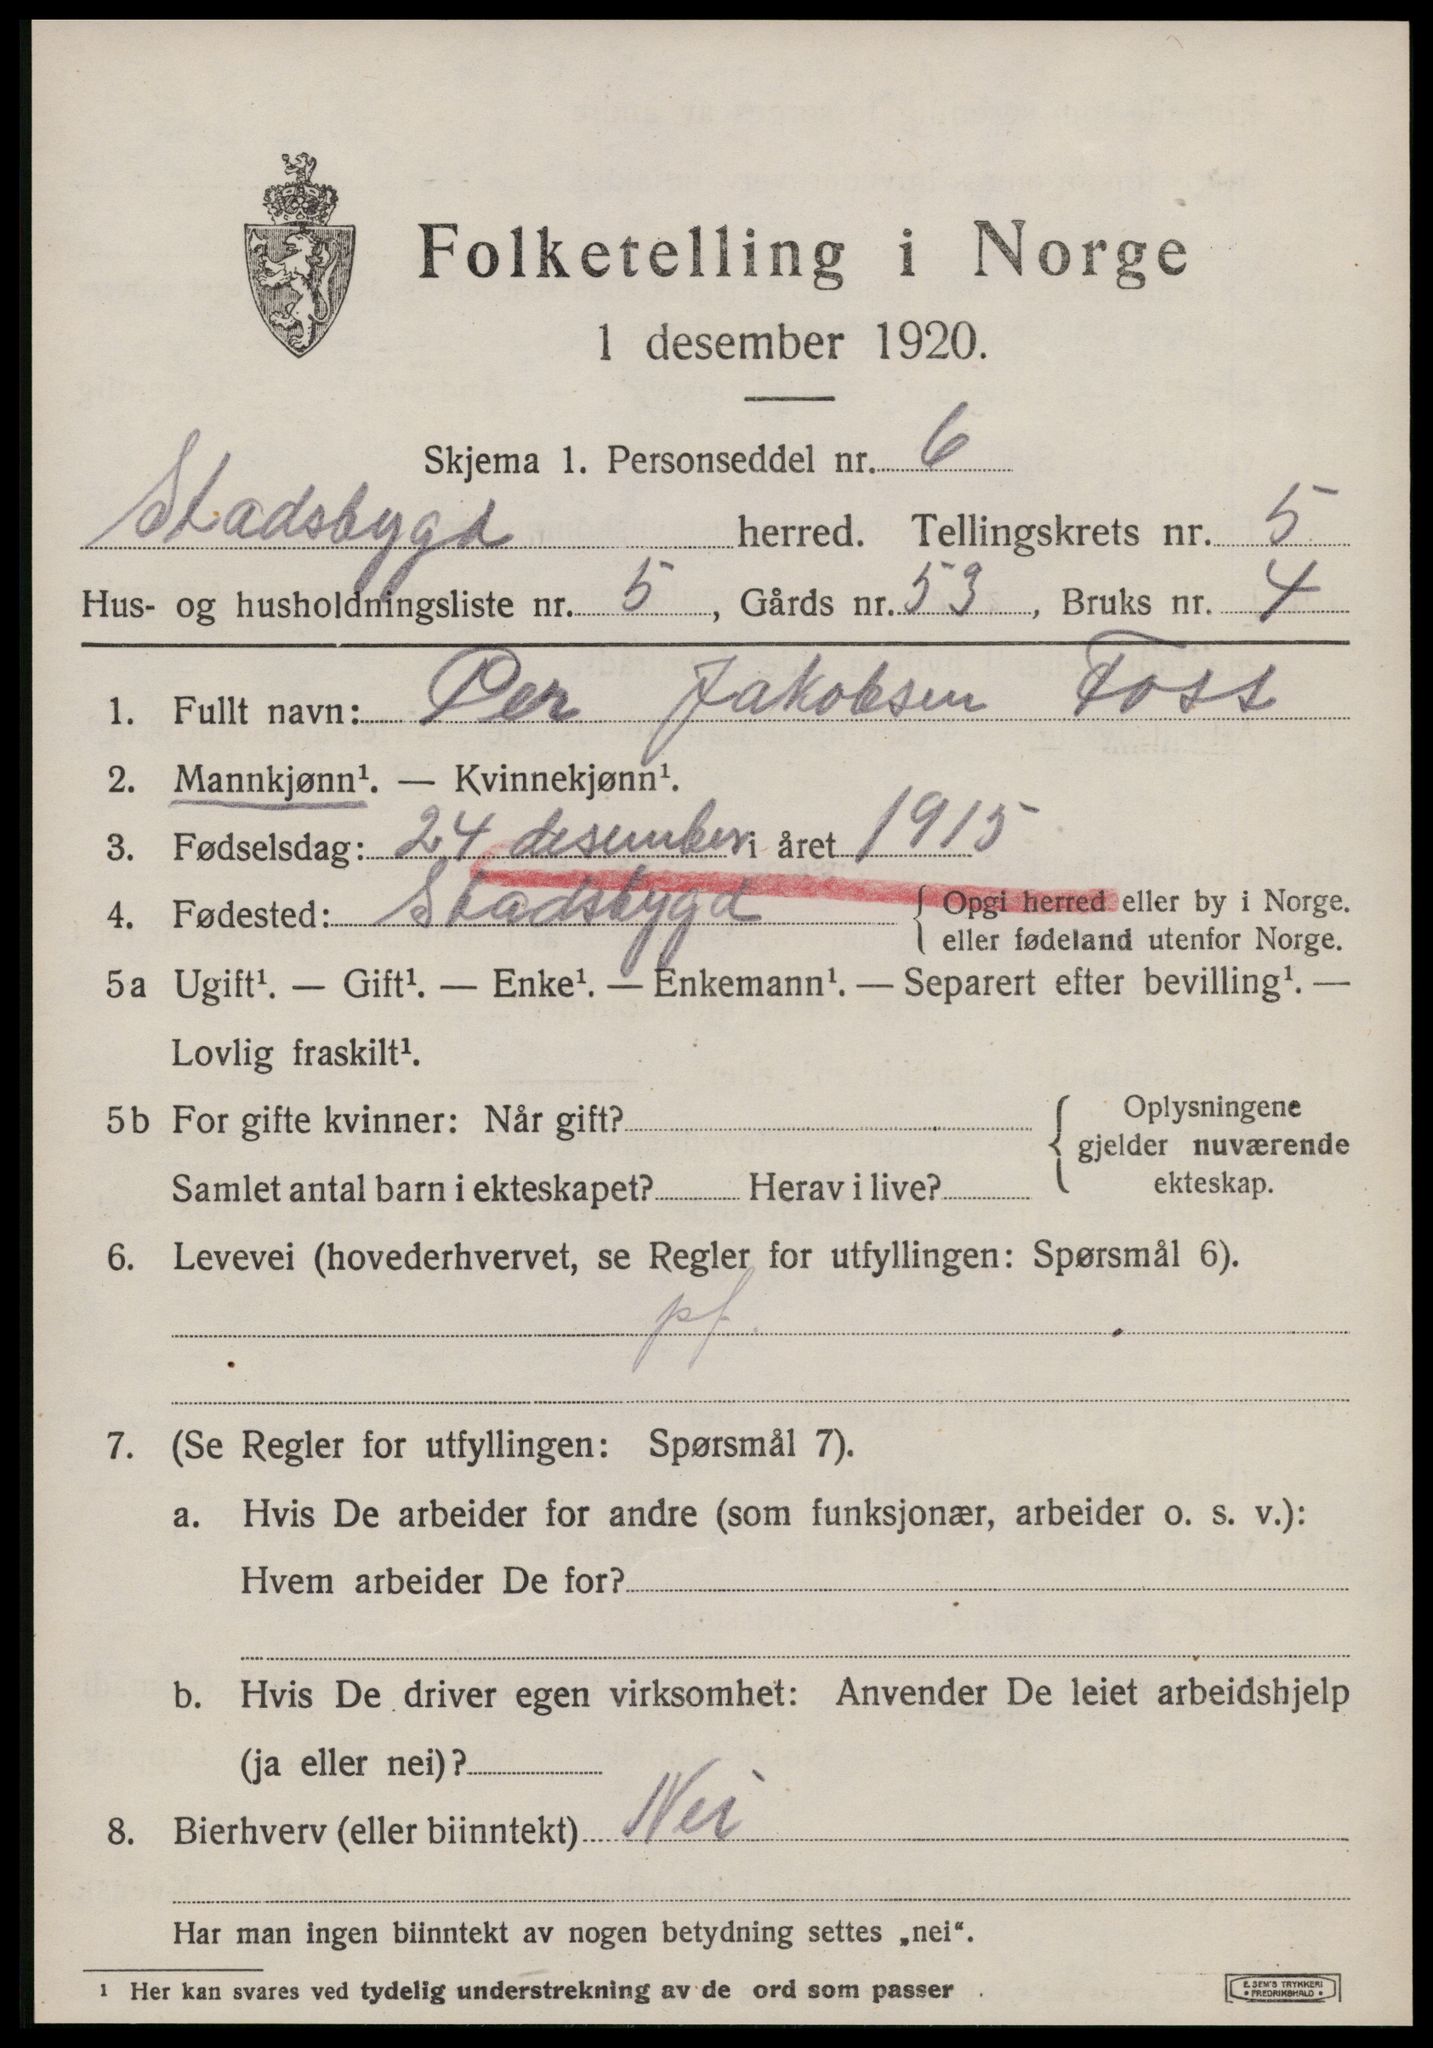 Folketelling i Norge
1 desember 1920.
Skjema 1. Personseddel nr. 6
Stadsbygd herred. Tellingskrets nr. 5
Hus- og husholdningsliste nr. 5, Gårds nr. 53, Bruks nr. 4
1. Fullt navn: Per Jakobsen Foss
2. Mannkjønn¹. — Kvinnekjønn¹.
3. Fødselsdag: 24 desember i året 1915
4. Fødested: Stadsbygd { Opgi herred eller by i Norge.
eller fødeland utenfor Norge.
5a Ugift¹. — Gift¹. — Enke¹. — Enkemann¹. — Separert efter bevilling¹. —
Lovlig fraskilt¹.
5b For gifte kvinner: Når gift? { Oplysningene
gjelder nuværende
ekteskap.
Samlet antal barn i ekteskapet? Herav i live?
6. Levevei (hovederhvervet, se Regler for utfyllingen: Spørsmål 6).
pf.
7. (Se Regler for utfyllingen: Spørsmål 7).
a. Hvis De arbeider for andre (som funksjonær, arbeider o. s. v.):
Hvem arbeider De for?
b. Hvis De driver egen virksomhet: Anvender De leiet arbeidshjelp
(ja eller nei)?
8. Bierhverv (eller biinntekt) Nei
Har man ingen biinntekt av nogen betydning settes „nei“.
1 Her kan svares ved tydelig understrekning av de ord som passer .
E. SEM'S TRYKKERI
• FREDRIKSHALD •